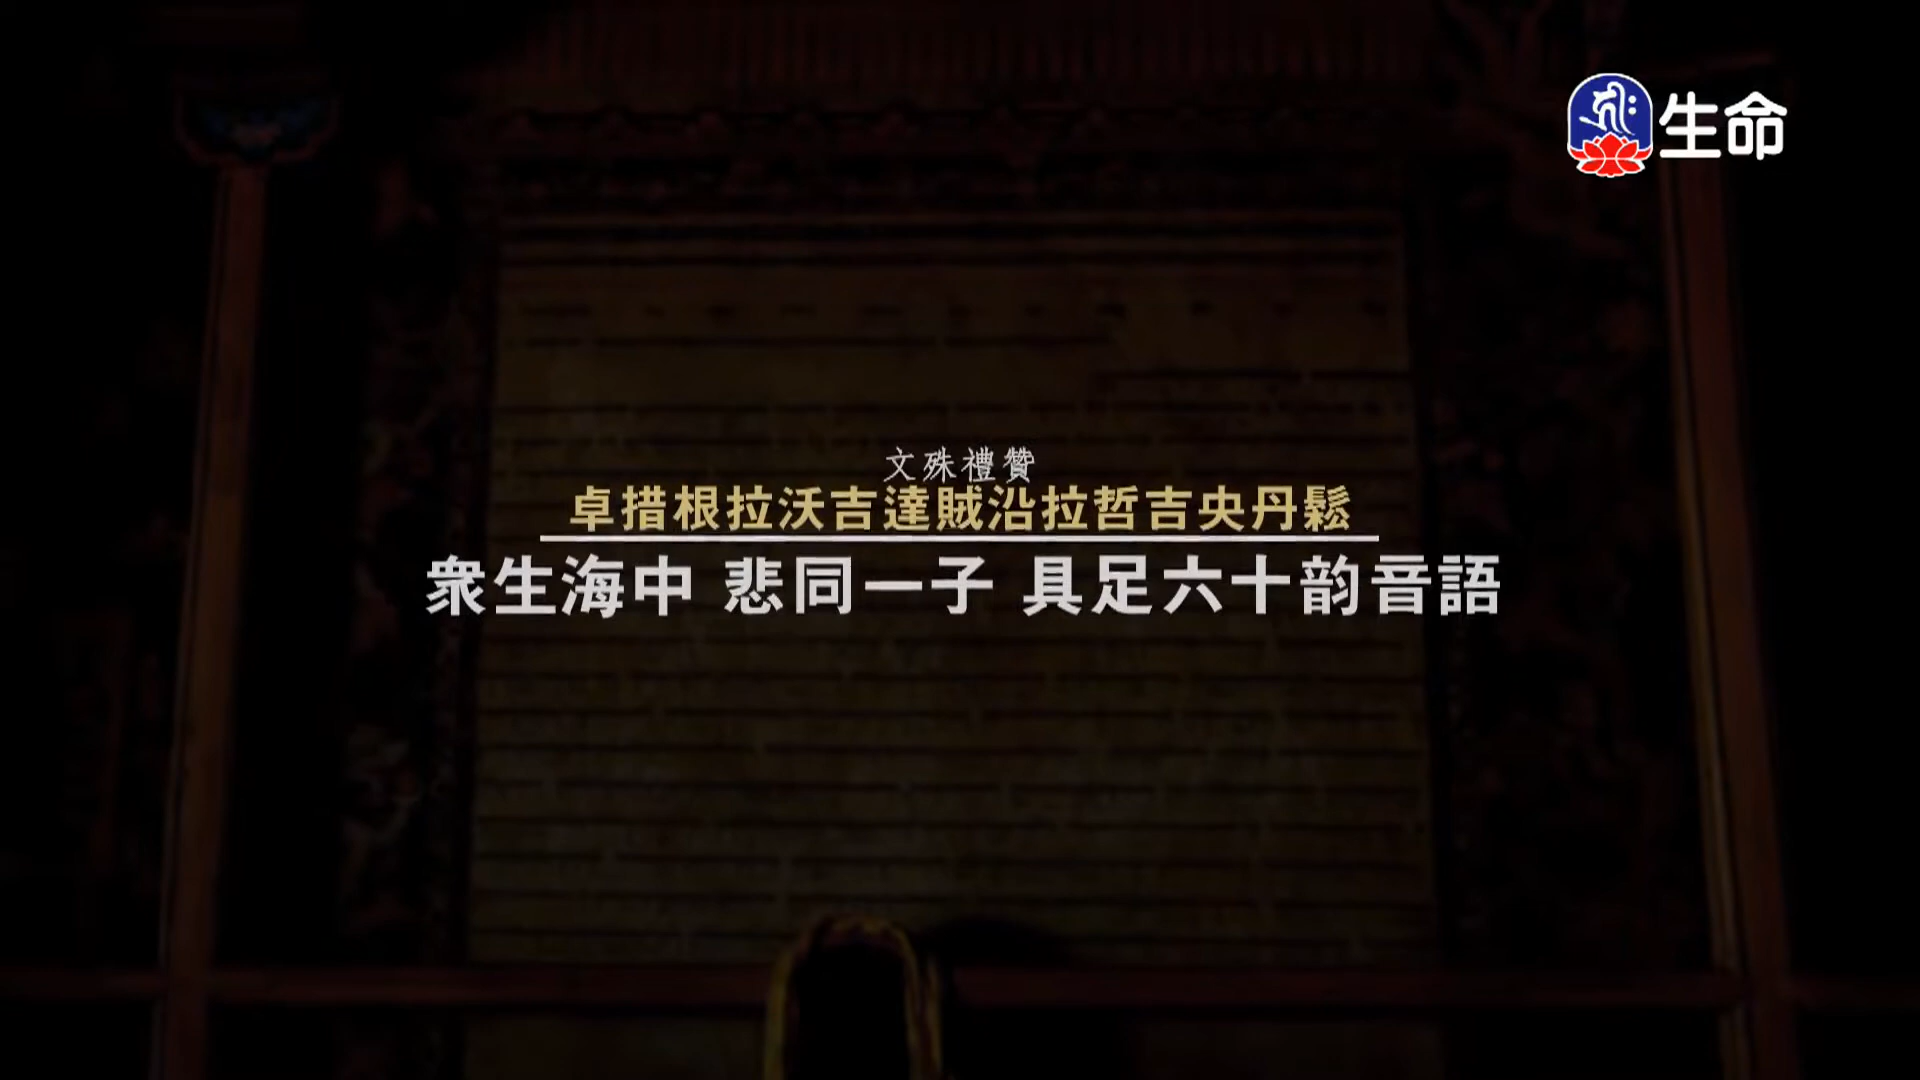 生命
文殊禮贊
卓措根拉沃吉達賊沿拉哲吉央丹鬆
衆生海中 悲同一子 具足六十韵音語